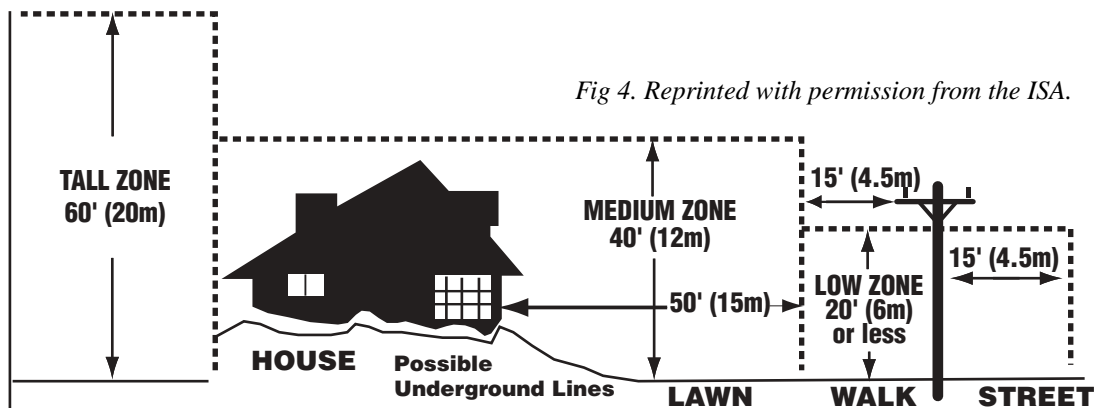 Fig 4. Reprinted with permission from the ISA.
TALL ZONE
60' (20m)
MEDIUM ZONE
40' (12m)
15' (4.5m)
15' (4.5m)
LOW ZONE
20' (6m)
or less
50' (15m)
HOUSE
Possible
Underground Lines
LAWN
WALK
STREET